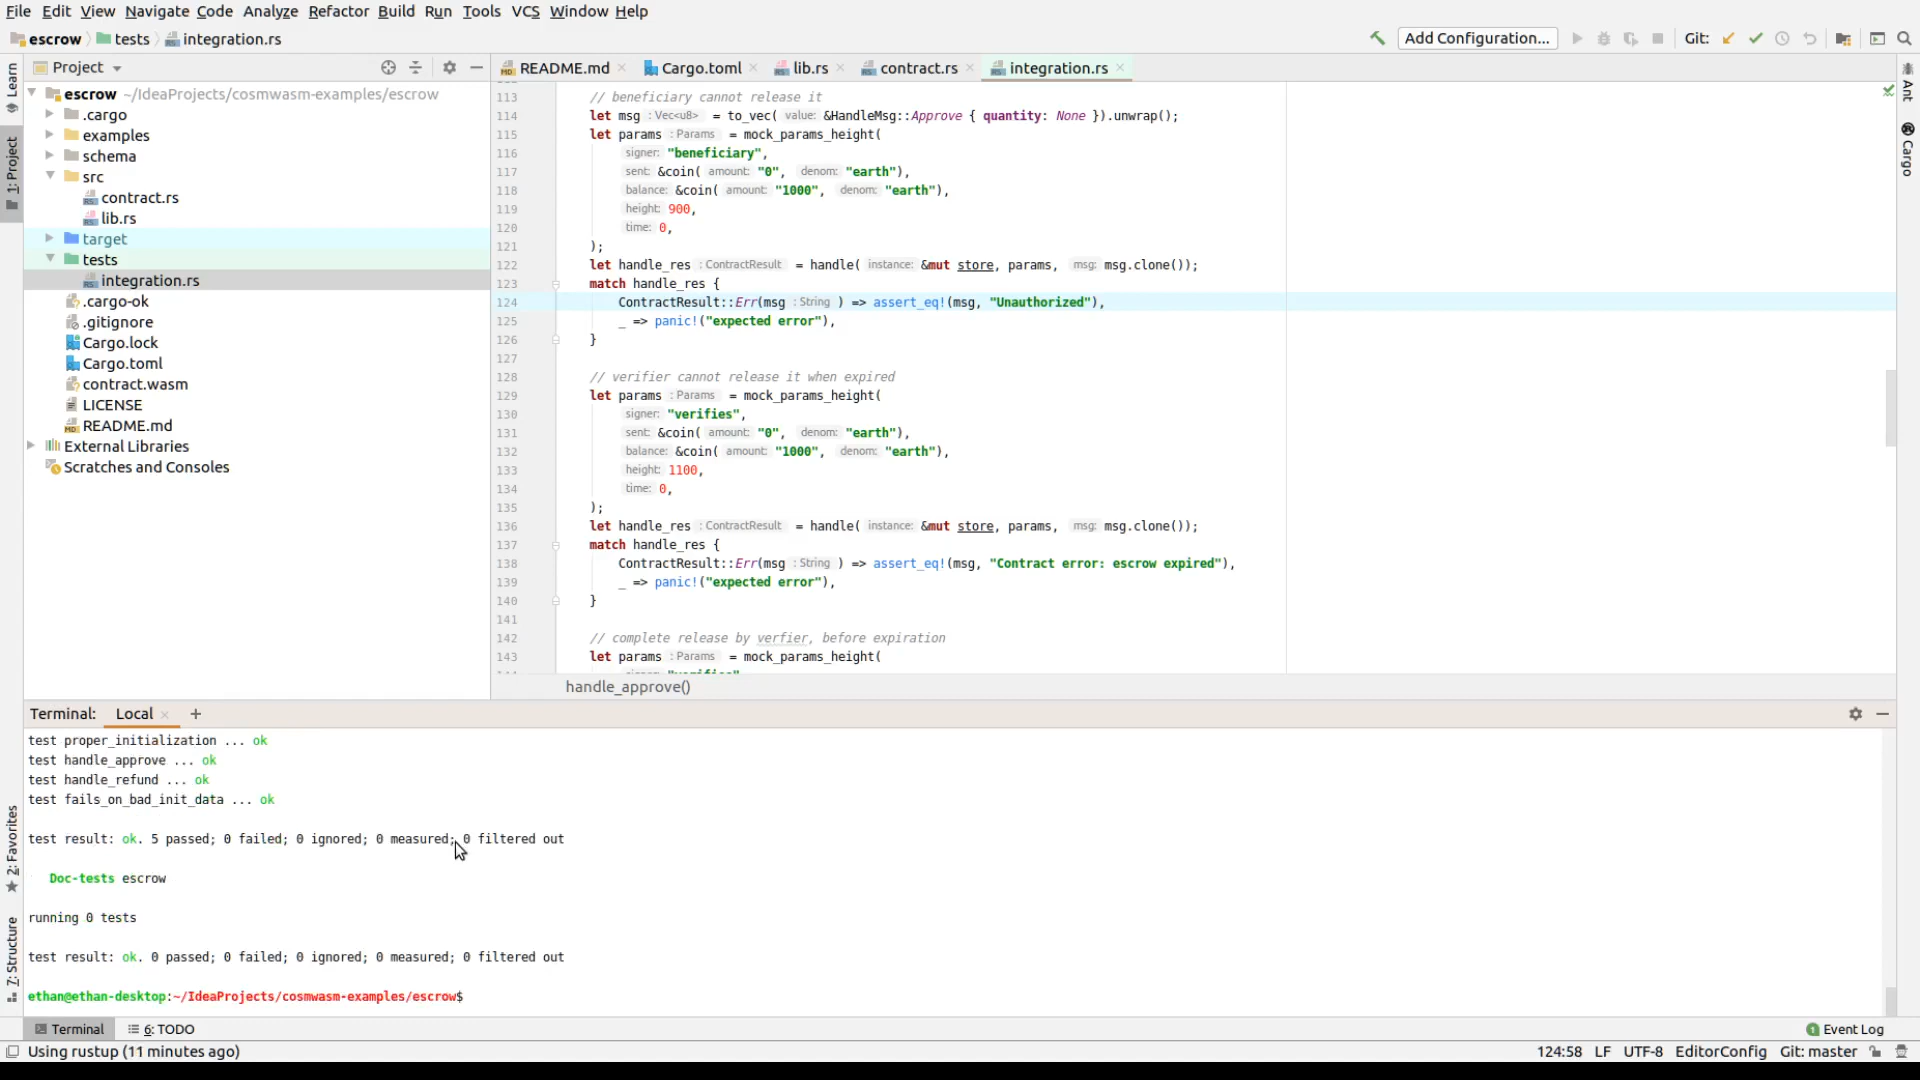 File Edit View Navigate Code Analyze Refactor Build Run Tools VCS Window Help
escrow tests integration.rs Add Configuration... Git:
Learn
1: Project
2: Favorites
7: Structure
Ant
Cargo
Project
escrow ~/IdeaProjects/cosmwasm-examples/escrow
.cargo
examples
schema
src
contract.rs
lib.rs
target
tests
integration.rs
.cargo-ok
.gitignore
Cargo.lock
Cargo.toml
contract.wasm
LICENSE
README.md
External Libraries
Scratches and Consoles
README.md Cargo.toml lib.rs contract.rs integration.rs
113 // beneficiary cannot release it
114 let msg : Vec<u8> = to_vec( value: &HandleMsg::Approve { quantity: None }).unwrap();
115 let params : Params = mock_params_height(
116 signer: "beneficiary",
117 sent: &coin( amount: "0", denom: "earth"),
118 balance: &coin( amount: "1000", denom: "earth"),
119 height: 900,
120 time: 0,
121 );
122 let handle_res : ContractResult = handle( instance: &mut store, params, msg: msg.clone());
123 match handle_res {
124 ContractResult::Err(msg : String ) => assert_eq!(msg, "Unauthorized"),
125 _ => panic!("expected error"),
126 }
127
128 // verifier cannot release it when expired
129 let params : Params = mock_params_height(
130 signer: "verifies",
131 sent: &coin( amount: "0", denom: "earth"),
132 balance: &coin( amount: "1000", denom: "earth"),
133 height: 1100,
134 time: 0,
135 );
136 let handle_res : ContractResult = handle( instance: &mut store, params, msg: msg.clone());
137 match handle_res {
138 ContractResult::Err(msg : String ) => assert_eq!(msg, "Contract error: escrow expired"),
139 _ => panic!("expected error"),
140 }
141
142 // complete release by verfier, before expiration
143 let params : Params = mock_params_height(
handle_approve()
Terminal: Local +
test proper_initialization ... ok
test handle_approve ... ok
test handle_refund ... ok
test fails_on_bad_init_data ... ok
test result: ok. 5 passed; 0 failed; 0 ignored; 0 measured; 0 filtered out
Doc-tests escrow
running 0 tests
test result: ok. 0 passed; 0 failed; 0 ignored; 0 measured; 0 filtered out
ethan@ethan-desktop:~/IdeaProjects/cosmwasm-examples/escrow$
Terminal 6: TODO 1 Event Log
Using rustup (11 minutes ago) 124:58 LF UTF-8 EditorConfig Git: master